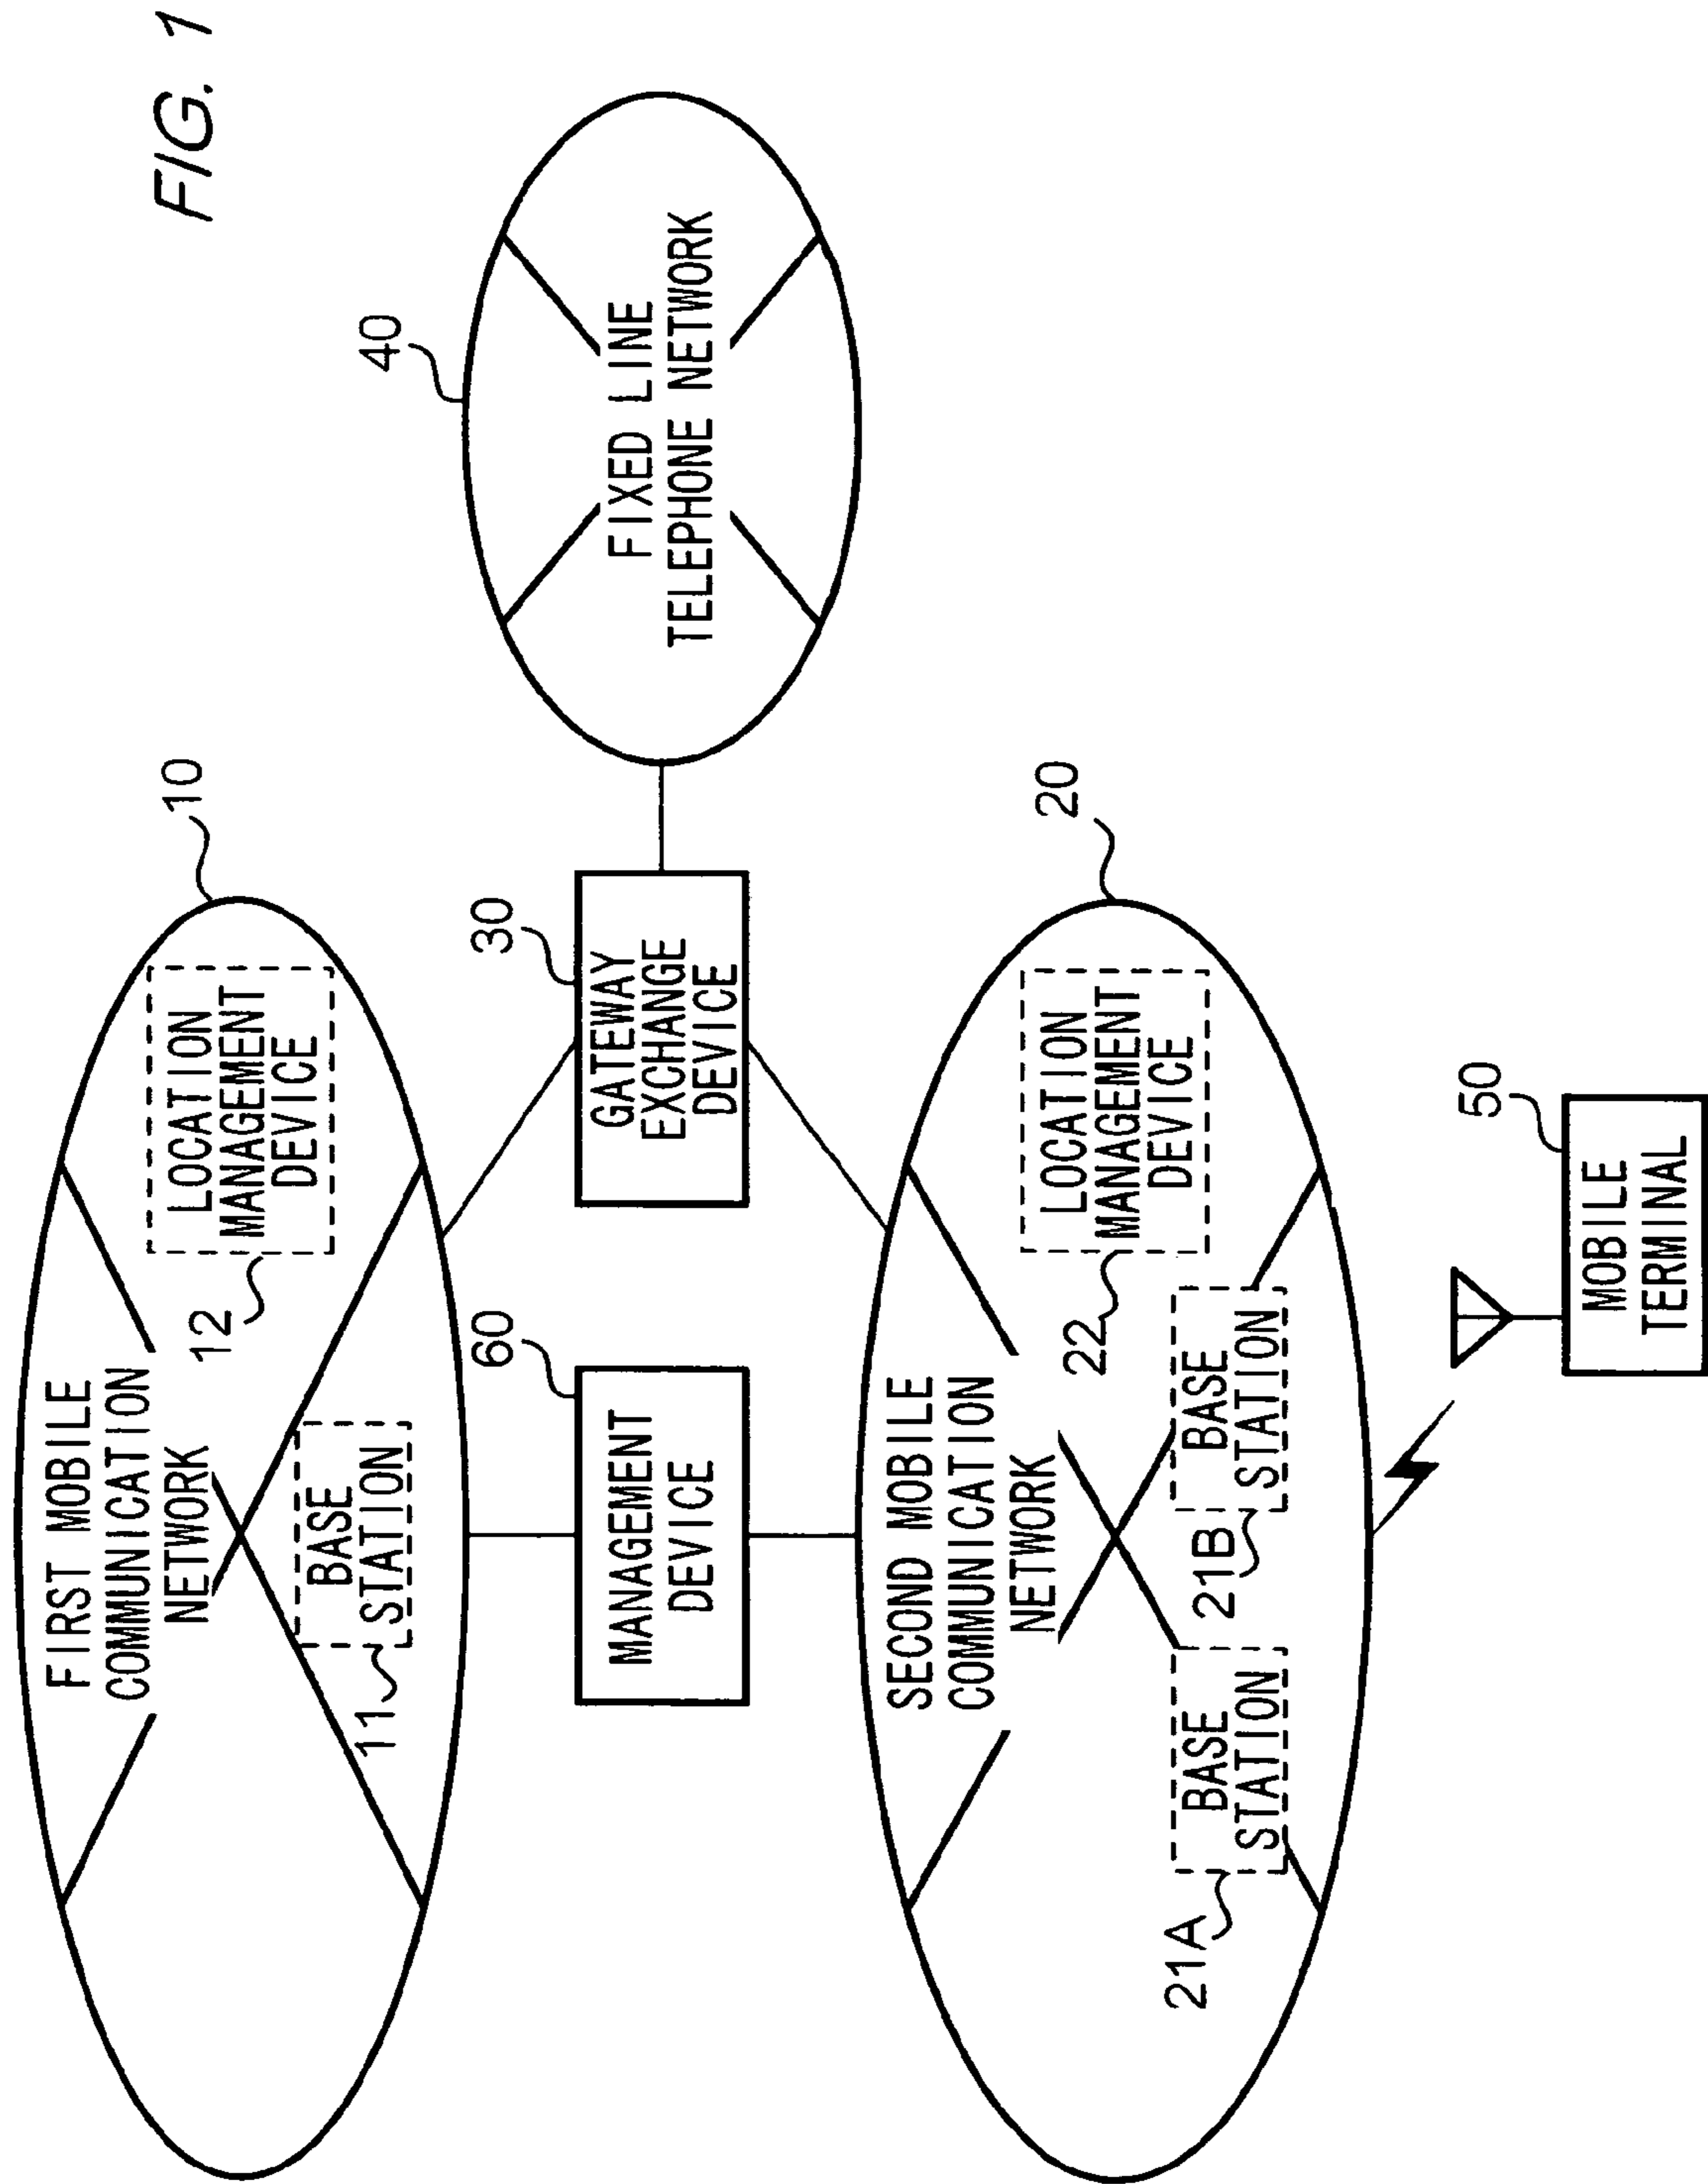 FIG. 1
FIRST MOBILE
COMMUNICATION
NETWORK
10
12
LOCATION
MANAGEMENT
DEVICE
11
BASE
STATION
60
MANAGEMENT
DEVICE
30
GATEWAY
EXCHANGE
DEVICE
40
FIXED LINE
TELEPHONE NETWORK
SECOND MOBILE
COMMUNICATION
NETWORK
20
22
LOCATION
MANAGEMENT
DEVICE
21A
BASE
STATION
21B
BASE
STATION
50
MOBILE
TERMINAL